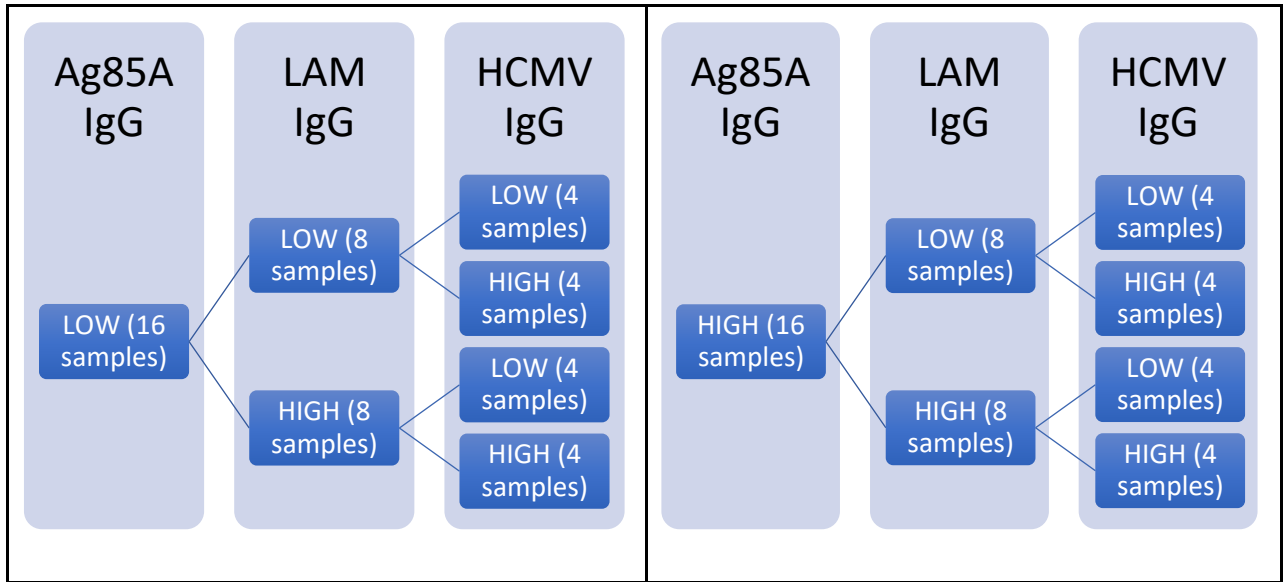 Ag85A
IgG
LAM
IgG
HCMV
IgG
LOW (16
samples)
LOW (8
samples)
HIGH (8
samples)
LOW (4
samples)
HIGH (4
samples)
LOW (4
samples)
HIGH (4
samples)
Ag85A
IgG
LAM
IgG
HCMV
IgG
HIGH (16
samples)
LOW (8
samples)
HIGH (8
samples)
LOW (4
samples)
HIGH (4
samples)
LOW (4
samples)
HIGH (4
samples)